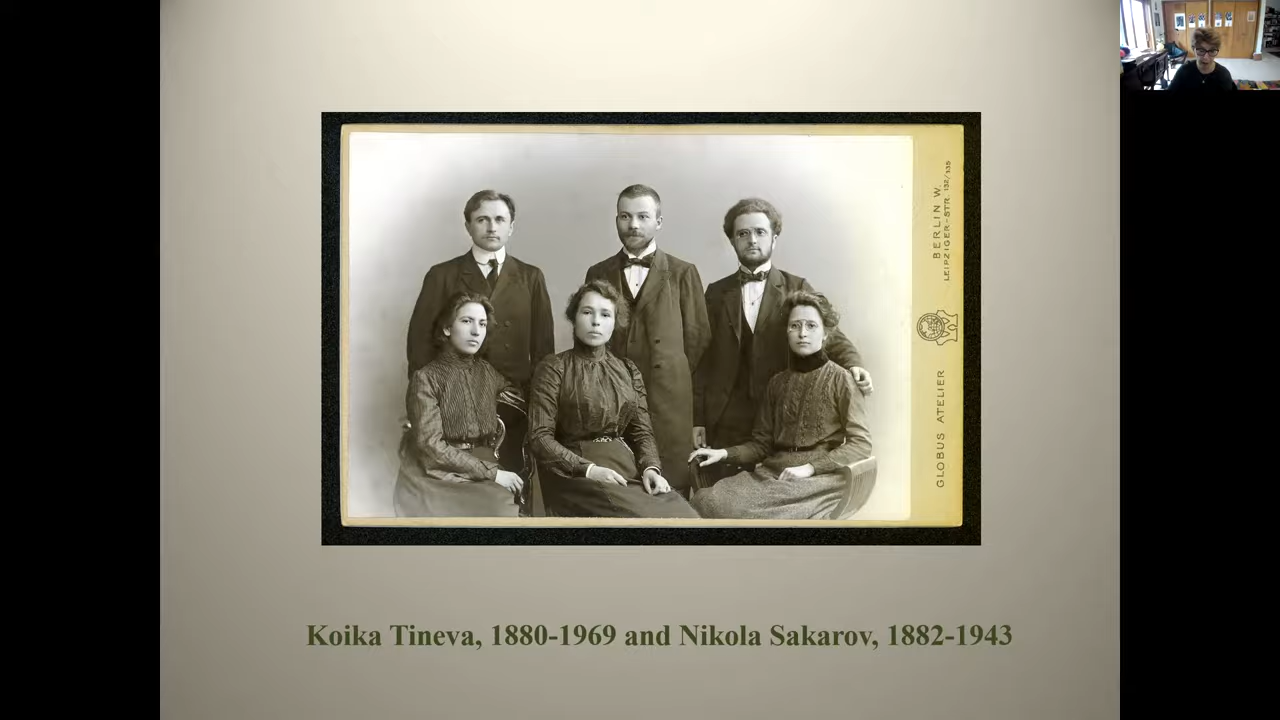 BERLIN W.
LEIPZIGER-STR. 132/135
GLOBUS ATELIER
Koika Tineva, 1880-1969 and Nikola Sakarov, 1882-1943